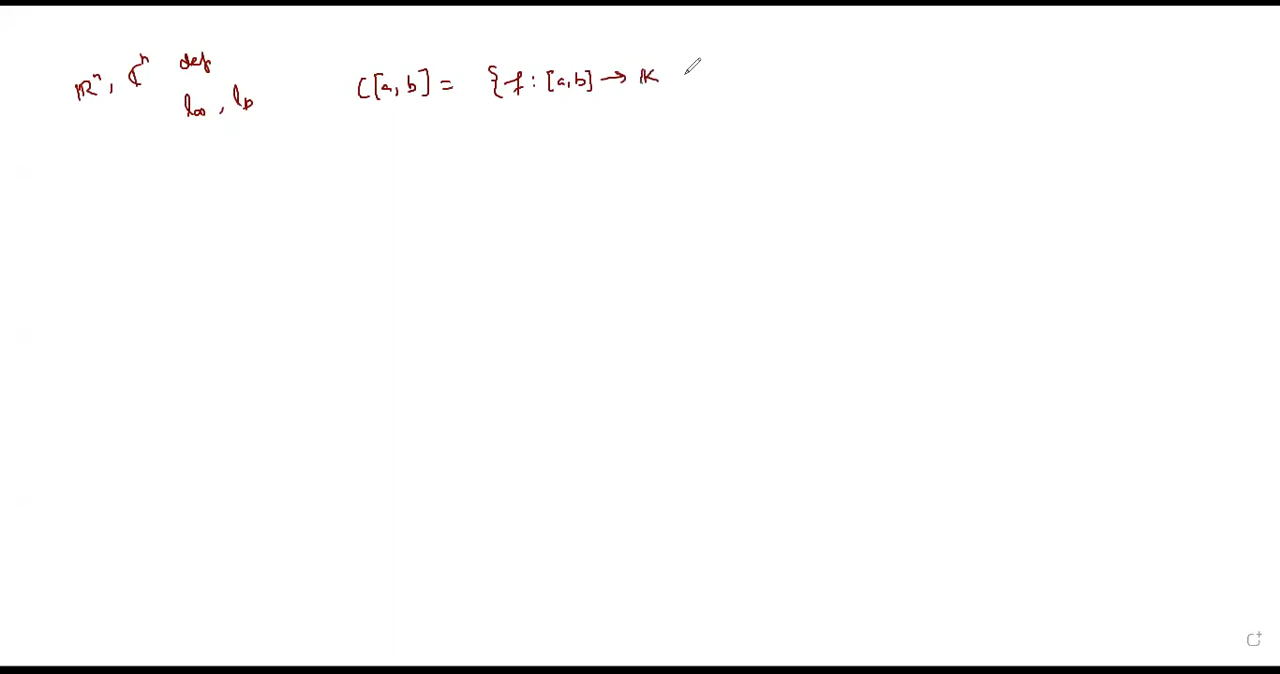 ℝⁿ, ℂⁿ def
l∞, lp
C[a, b] = {f : [a, b] → 𝕂